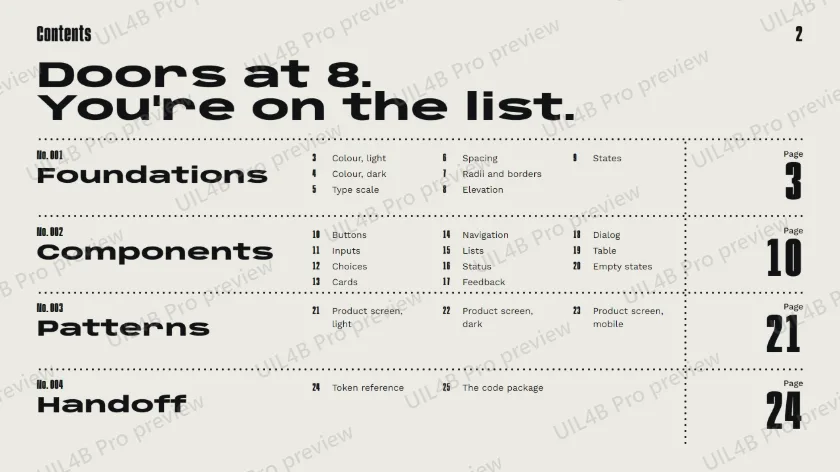 Contents
2
Doors at 8.
You're on the list.
No. 001
Foundations
3 Colour, light
4 Colour, dark
5 Type scale
6 Spacing
7 Radii and borders
8 Elevation
9 States
Page
3
No. 002
Components
10 Buttons
11 Inputs
12 Choices
13 Cards
14 Navigation
15 Lists
16 Status
17 Feedback
18 Dialog
19 Table
20 Empty states
Page
10
No. 003
Patterns
21 Product screen,
light
22 Product screen,
dark
23 Product screen,
mobile
Page
21
No. 004
Handoff
24 Token reference
25 The code package
Page
24
UIL4B Pro preview